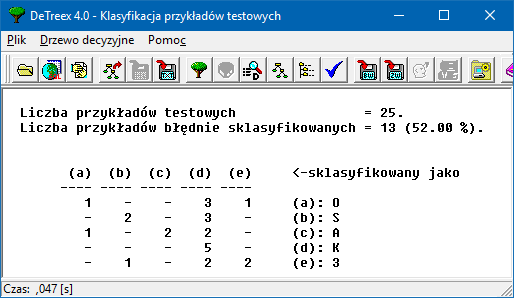 DeTreex 4.0 - Klasyfikacja przykładów testowych
Plik Drzewo decyzyjne Pomoc
Liczba przykładów testowych = 25.
Liczba przykładów błędnie sklasyfikowanych = 13 (52.00 %).
(a) (b) (c) (d) (e) <-sklasyfikowany jako
---- ---- ---- ---- ----
1 - - 3 1 (a): O
- 2 - 3 - (b): S
1 - 2 2 - (c): A
- - - 5 - (d): K
- 1 - 2 2 (e): 3
Czas: ,047 [s]